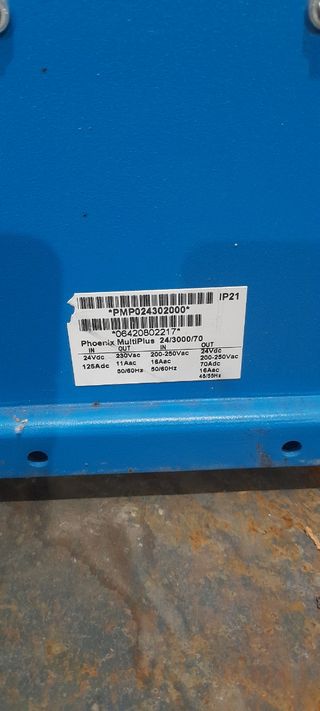 IP21
*PMP024302000*
*06420802217*
Phoenix MultiPlus 24/3000/70
IN OUT IN OUT
24Vdc 230Vac 200-250Vac 24Vdc
125Adc 11Aac 16Aac 200-250Vac
50/60Hz 50/60Hz 70Adc
16Aac
45/55Hz